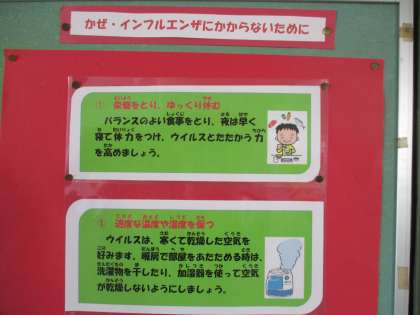 かぜ・インフルエンザにかからないために
① 栄養をとり、ゆっくり休む
バランスのよい食事をとり、夜は早く
寝て体力をつけ、ウイルスとたたかう力
を高めましょう。
① 適度な温度や湿度を保つ
ウイルスは、寒くて乾燥した空気を
好みます。暖房で部屋をあたためる時は、
洗濯物を干したり、加湿器を使って空気
が乾燥しないようにしましょう。